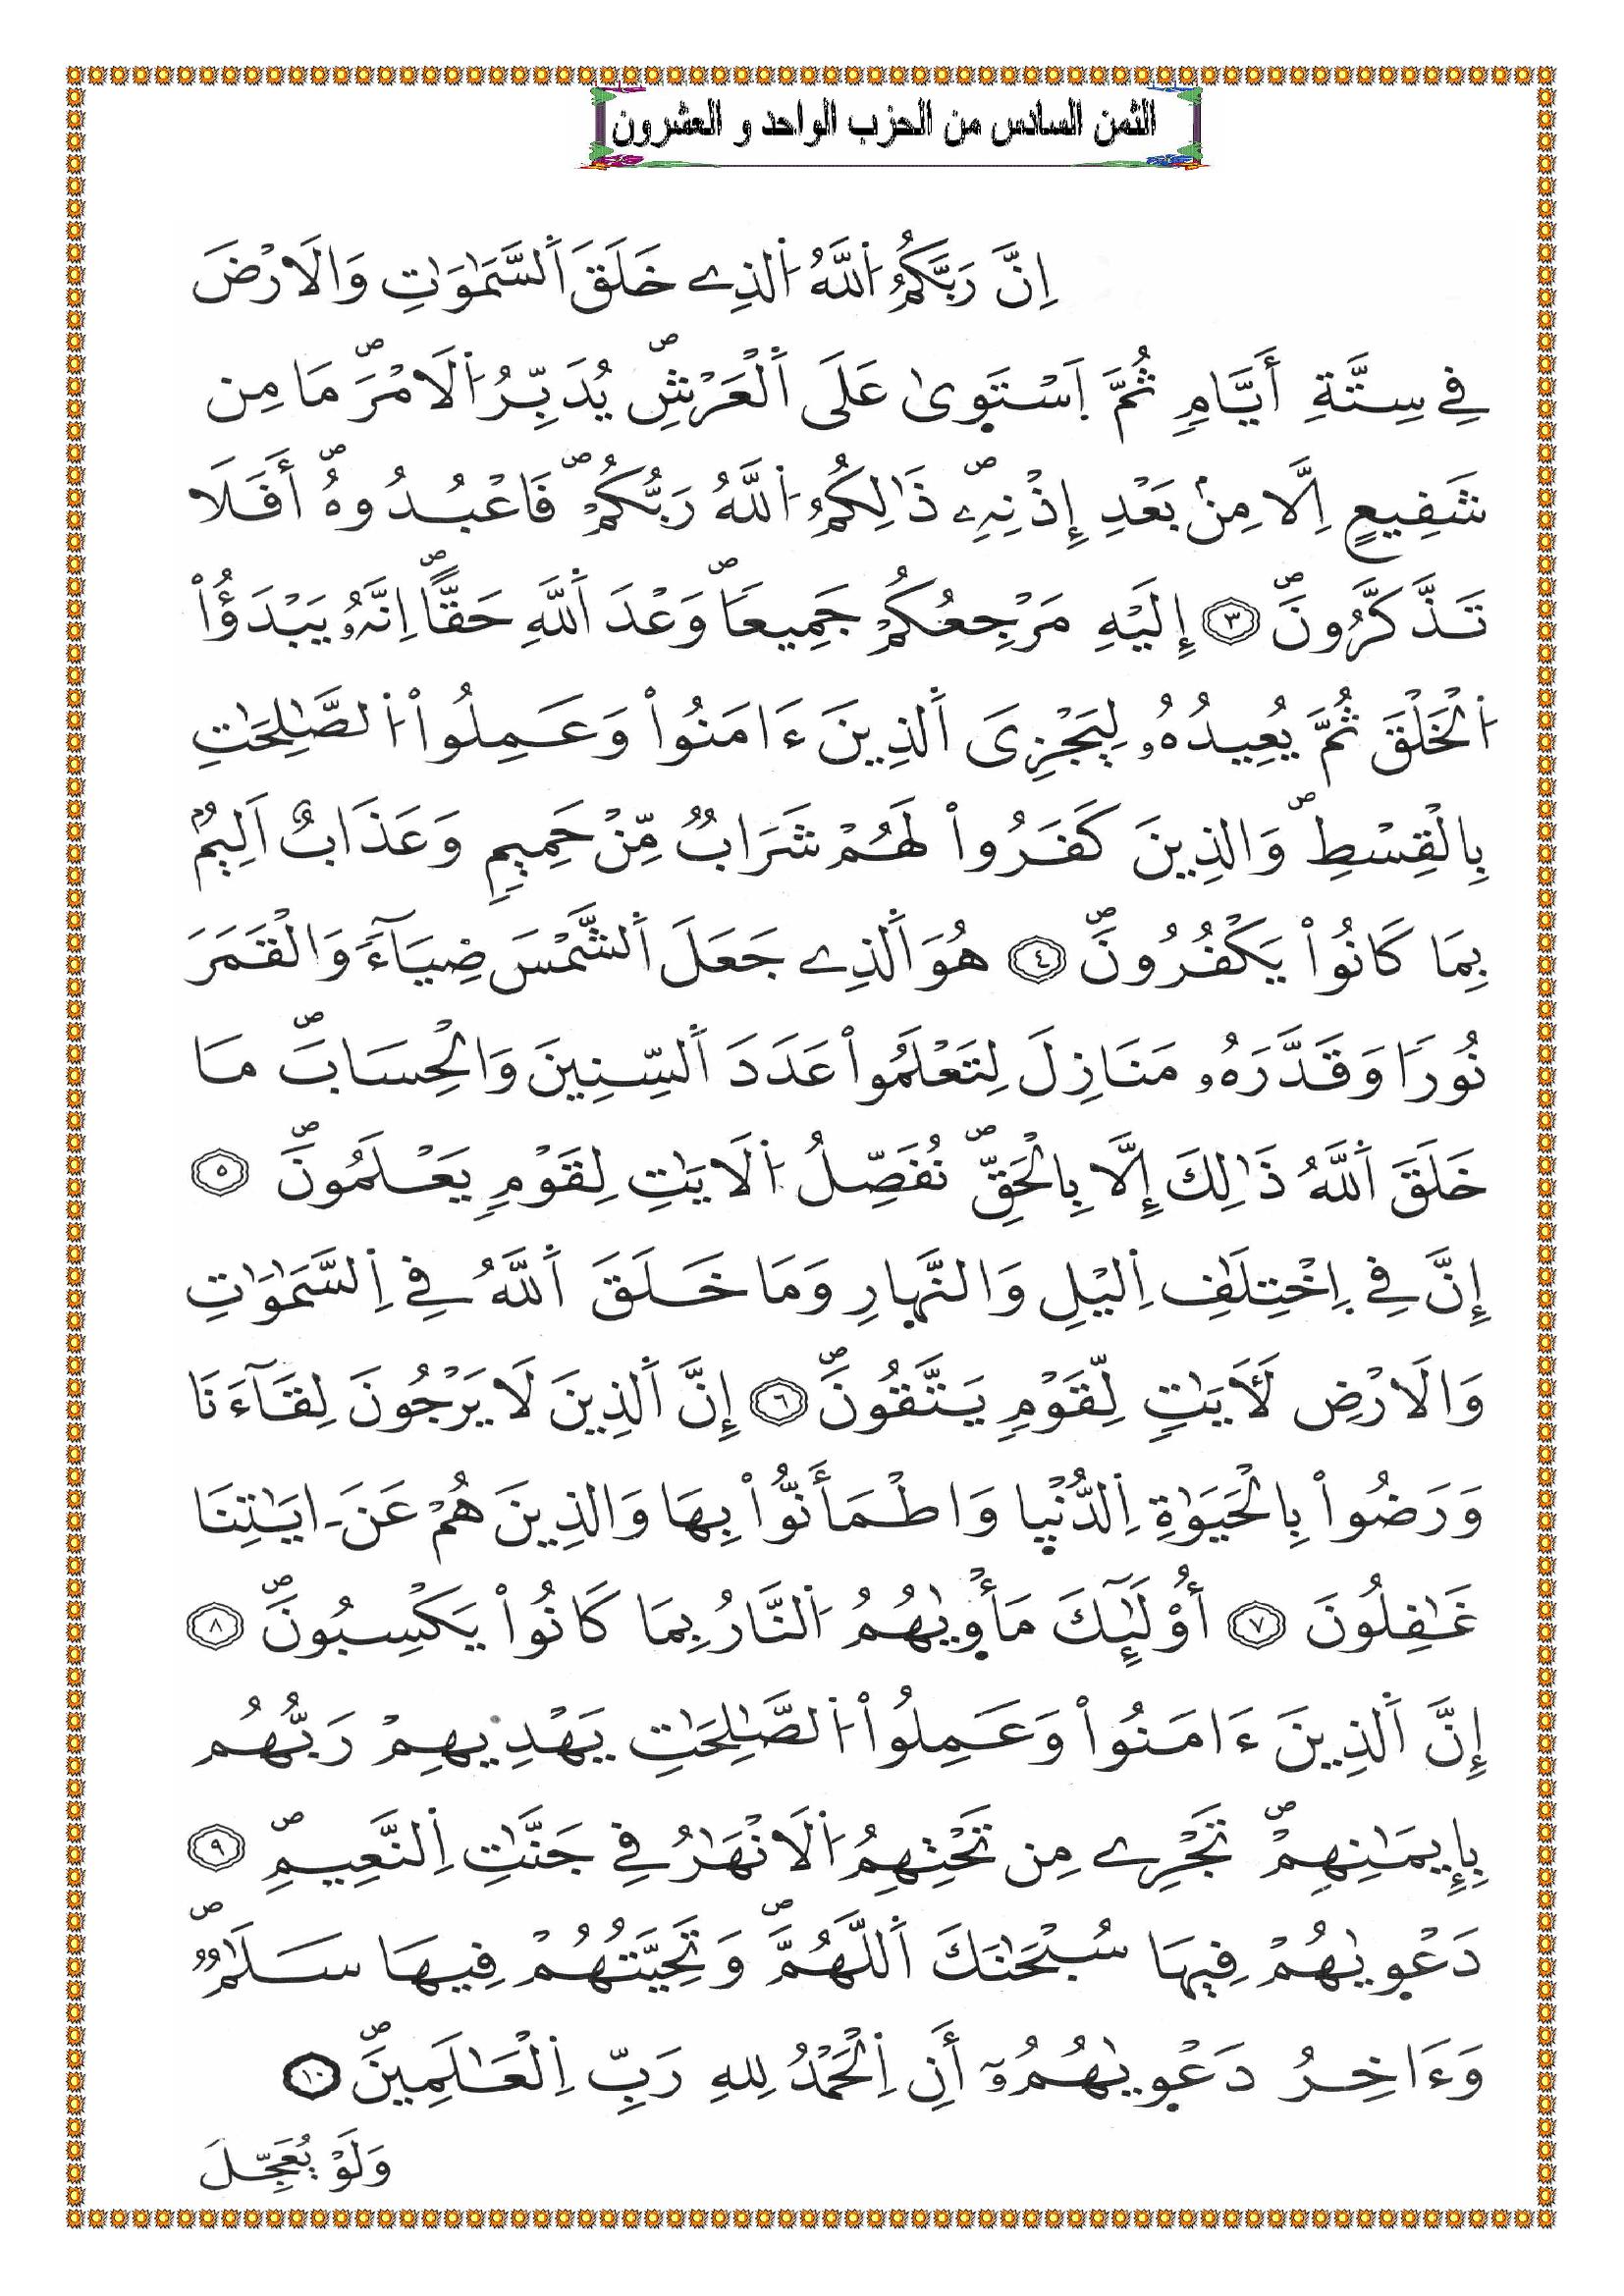 الثمن السادس من الحزب الواحد و العشرون
اِنَّ رَبَّكُمُ اُ۬للَّهُ اُ۬لذِے خَلَقَ اَ۬لسَّمَٰوَٰتِ وَالَارْضَ
فِے سِتَّةِ أَيَّامٖ ثُمَّ اَ۪سْتَو۪يٰ عَلَى اَ۬لْعَرْشِۖ يُدَبِّرُ اُ۬لَامْرَۖ مَا مِن
شَفِيعٍ اِلَّا مِنۢ بَعْدِ إِذْنِهِۦۖ ذَٰلِكُمُ اُ۬للَّهُ رَبُّكُمْۖ فَاعْبُدُوهُۖ أَفَلَا
تَذَّكَّرُونَۖ ٣ إِلَيْهِ مَرْجِعُكُمْ جَمِيعاٗۖ وَعْدَ اَ۬للَّهِ حَقّاًۖ اِنَّهُۥ يَبْدَؤُاْ
اُ۬لْخَلْقَ ثُمَّ يُعِيدُهُۥ لِيَجْزِيَ اَ۬لذِينَ ءَامَنُواْ وَعَمِلُواْ اُ۬لصَّٰلِحَٰتِ
بِالْقِسْطِۖ وَالذِينَ كَفَرُواْ لَهُمْ شَرَابٞ مِّنْ حَمِيمٖ وَعَذَابٌ اَلِيمُۢ
بِمَا كَانُواْ يَكْفُرُونَۖ ٤ هُوَ اَ۬لذِے جَعَلَ اَ۬لشَّمْسَ ضِيَآءٗ وَالْقَمَرَ
نُوراٗ وَقَدَّرَهُۥ مَنَازِلَ لِتَعْلَمُواْ عَدَدَ اَ۬لسِّنِينَ وَالْحِسَابَۖ مَا
خَلَقَ اَ۬للَّهُ ذَٰلِكَ إِلَّا بِالْحَقِّۖ نُفَصِّلُ اُ۬لَايَٰتِ لِقَوْمٖ يَعْلَمُونَۖ ٥
إِنَّ فِے اِ۪خْتِلَٰفِ اِ۬ليْلِ وَالنَّه۪ارِ وَمَا خَلَقَ اَ۬للَّهُ فِے اِ۬لسَّمَٰوَٰتِ
وَالَارْضِ لَأٓيَٰتٖ لِّقَوْمٖ يَتَّقُونَۖ ٦ إِنَّ اَ۬لذِينَ لَا يَرْجُونَ لِقَآءَنَا
وَرَضُواْ بِالْحَيَوٰةِ اِ۬لدُّنْي۪ا وَاطْمَأَنُّواْ بِهَا وَالذِينَ هُمْ عَنَ اٰيَٰتِنَا
غَٰفِلُونَ ٧ أُوْلَٰٓئِكَ مَأْو۪يٰهُمُ اُ۬لنَّارُ بِمَا كَانُواْ يَكْسِبُونَۖ ٨
إِنَّ اَ۬لذِينَ ءَامَنُواْ وَعَمِلُواْ اُ۬لصَّٰلِحَٰتِ يَهْدِيهِمْ رَبُّهُم
بِإِيمَٰنِهِمْۖ تَجْرِے مِن تَحْتِهِمُ اُ۬لَانْهَٰرُ فِے جَنَّٰتِ اِ۬لنَّعِيمِۖ ٩
دَعْو۪يٰهُمْ فِيهَا سُبْحَٰنَكَ اَ۬للَّهُمَّۖ وَتَحِيَّتُهُمْ فِيهَا سَلَٰمٞۖ
وَءَاخِرُ دَعْو۪يٰهُمُۥٓ أَنِ اِ۬لْحَمْدُ لِلهِ رَبِّ اِ۬لْعَٰلَمِينَۖ ١٠
وَلَوْ يُعَجِّلُ